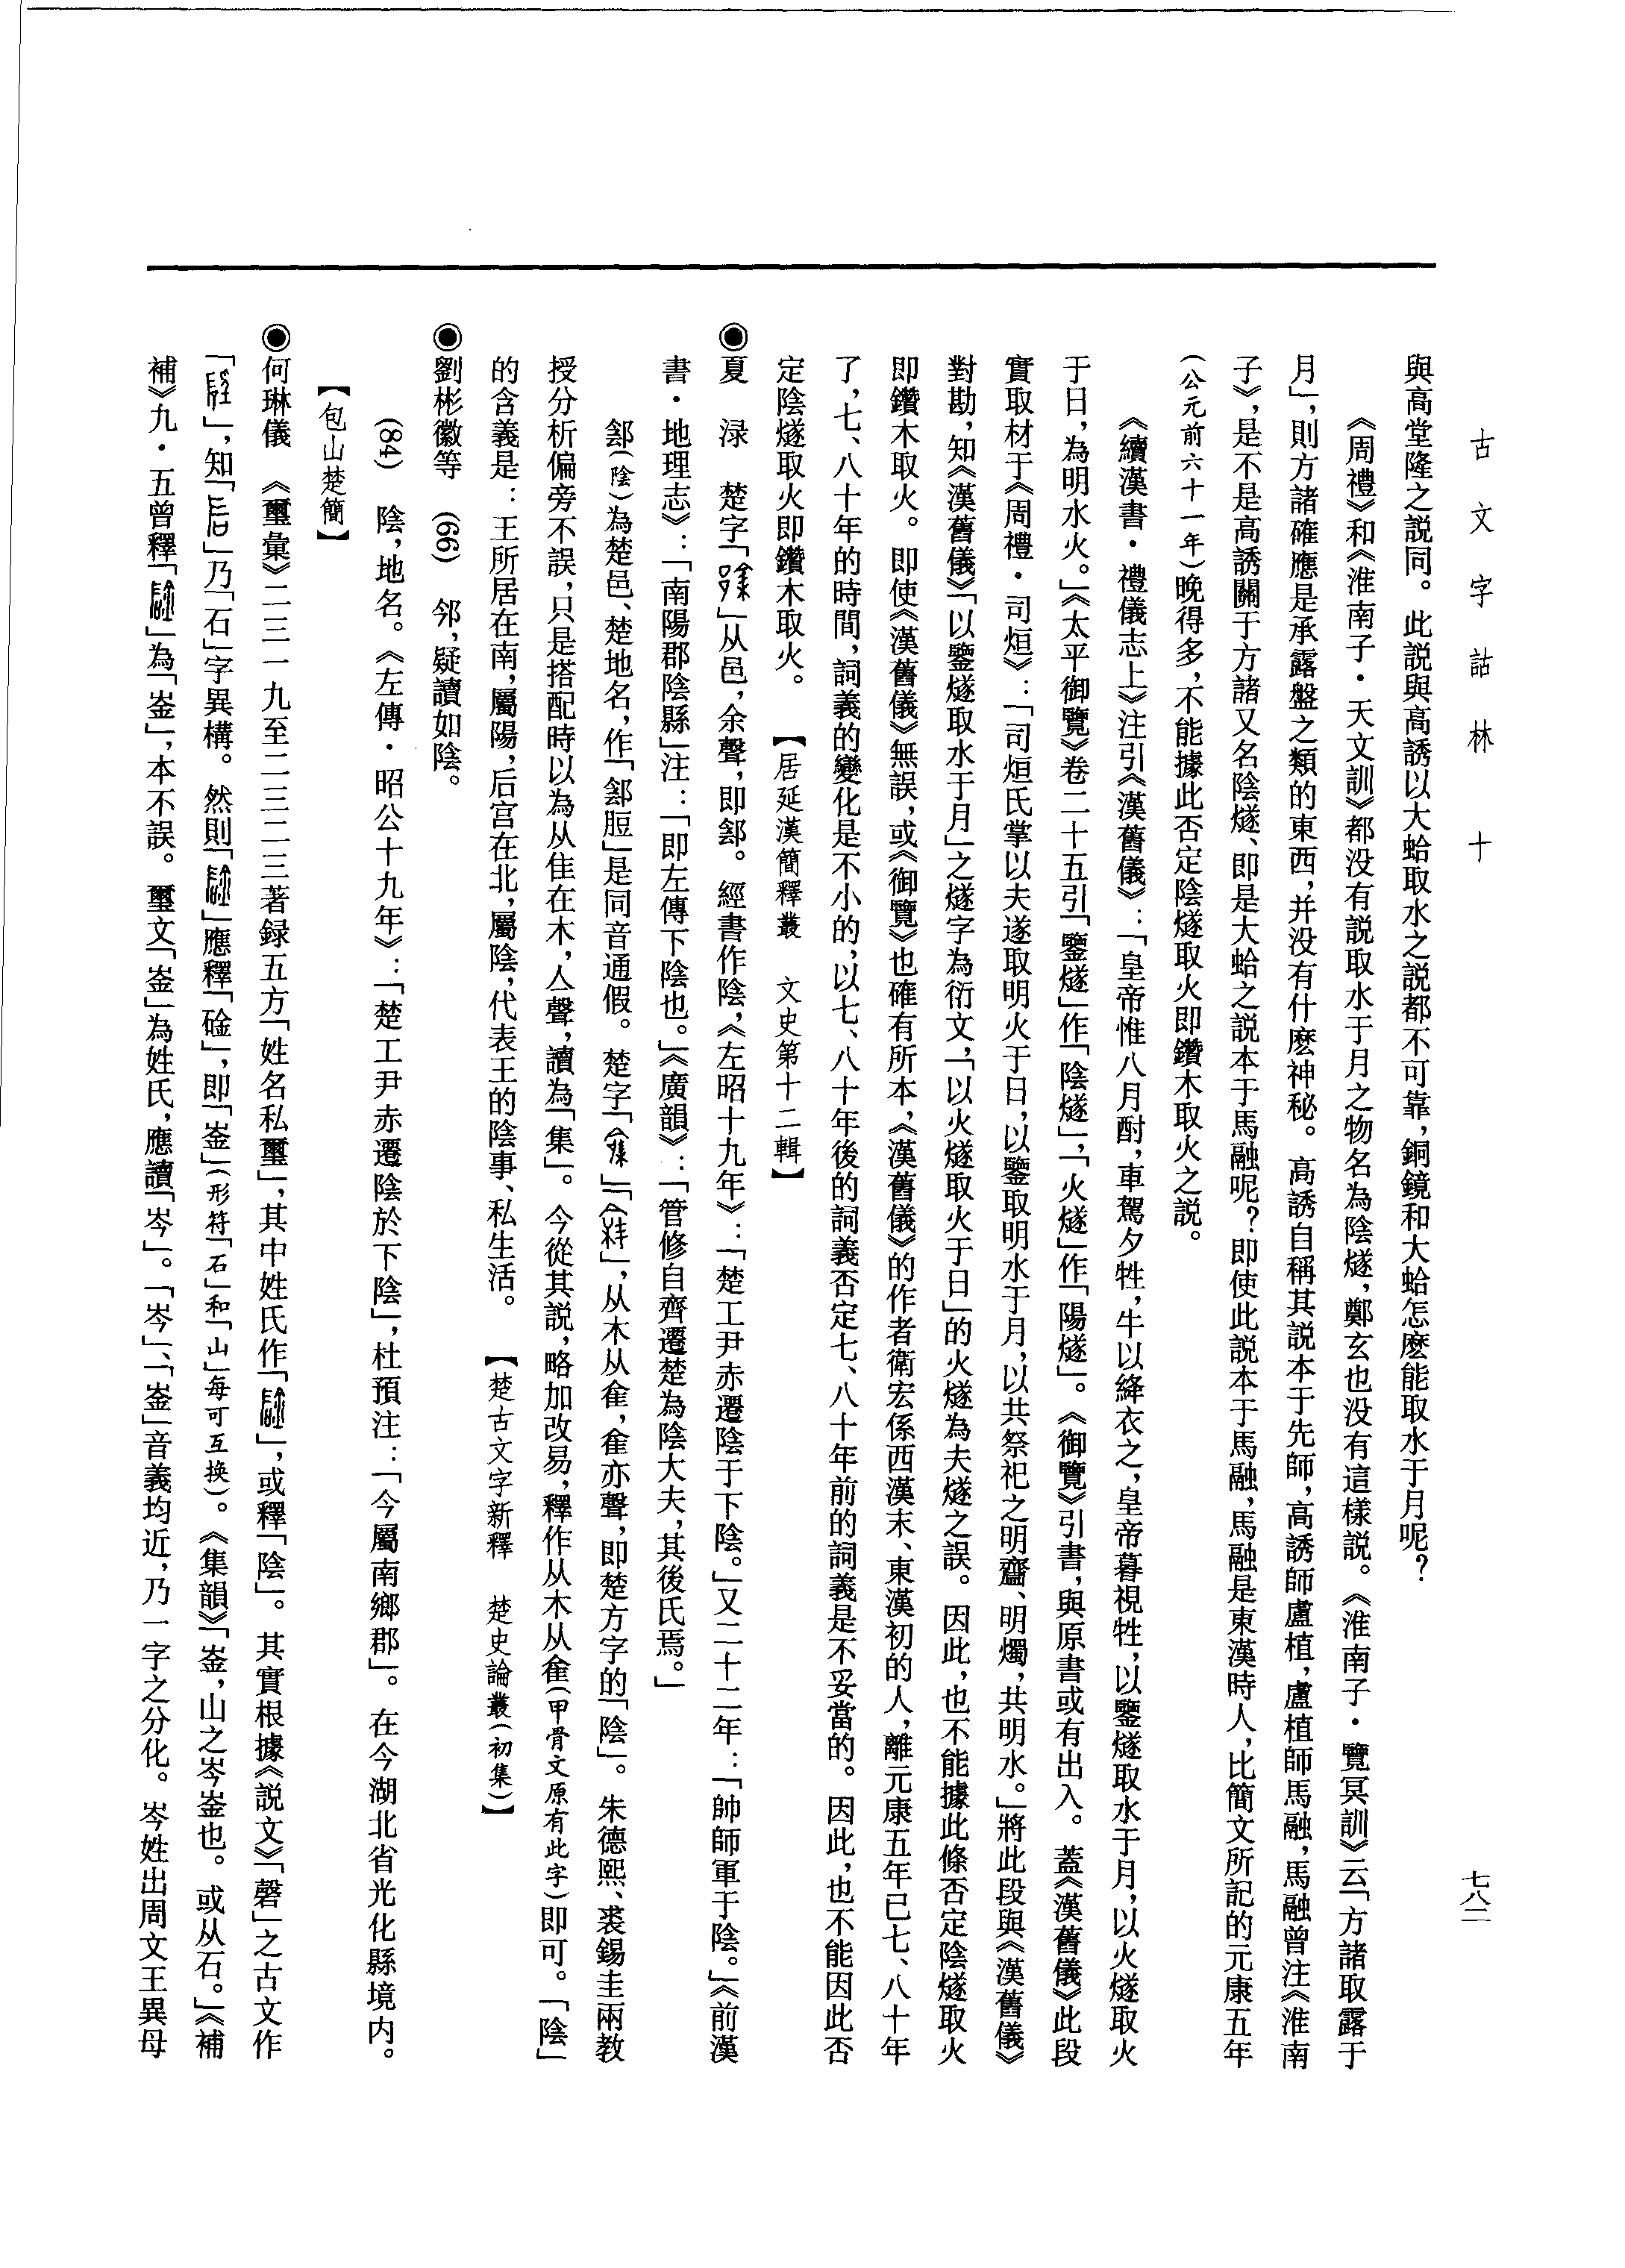 古文字詁林　十
七八二
與高堂隆之説同。此説與高誘以大蛤取水之説都不可靠，銅鏡和大蛤怎麽能取水于月呢？
《周禮》和《淮南子·天文訓》都没有説取水于月之物名為陰燧，鄭玄也没有這樣説。《淮南子·覽冥訓》云「方諸取露于
月」，則方諸確應是承露盤之類的東西，并没有什麽神秘。高誘自稱其説本于先師，高誘師盧植，盧植師馬融，馬融曾注《淮南
子》，是不是高誘關于方諸又名陰燧、即是大蛤之説本于馬融呢？即使此説本于馬融，馬融是東漢時人，比簡文所記的元康五年
（公元前六十一年）晚得多，不能據此否定陰燧取火即鑽木取火之説。
《續漢書·禮儀志上》注引《漢舊儀》：「皇帝惟八月酎，車駕夕牲，牛以絳衣之，皇帝暮視牲，以鑒燧取水于月，以火燧取火
于日，為明水火。」《太平御覽》卷二十五引「鑒燧」作「陰燧」，「火燧」作「陽燧」。《御覽》引書，與原書或有出入。蓋《漢舊儀》此段
實取材于《周禮·司烜》：「司烜氏掌以夫遂取明火于日，以鑒取明水于月，以共祭祀之明齍、明燭，共明水。」將此段與《漢舊儀》
對勘，知《漢舊儀》「以鑒燧取水于月」之燧字為衍文，「以火燧取火于日」的火燧為夫燧之誤。因此，也不能據此條否定陰燧取火
即鑽木取火。即使《漢舊儀》無誤，或《御覽》也確有所本，《漢舊儀》的作者衛宏係西漢末、東漢初的人，離元康五年已七、八十年
了，七、八十年的時間，詞義的變化是不小的，以七、八十年後的詞義否定七、八十年前的詞義是不妥當的。因此，也不能因此否
定陰燧取火即鑽木取火。【居延漢簡釋叢　文史第十二輯】
◉夏　渌　楚字「」从邑，余聲，即䣄。經書作陰，《左昭十九年》：「楚工尹赤遷陰于下陰。」又二十二年：「帥師軍于陰。」《前漢
書·地理志》：「南陽郡陰縣」注：「即左傳下陰也。」《廣韻》：「管修自齊遷楚為陰大夫，其後氏焉。」
（陰）為楚邑、楚地名，作「」是同音通假。楚字「」「」，从木从隺，隺亦聲，即楚方字的「陰」。朱德熙、裘錫圭兩教
授分析偏旁不誤，只是搭配時以為从隹在木，亼聲，讀為「集」。今從其説，略加改易，釋作从木从隺（甲骨文原有此字）即可。「陰」
的含義是：王所居在南，屬陽，后宫在北，屬陰，代表王的陰事、私生活。【楚古文字新釋　楚史論叢（初集）】
◉劉彬徽等　（66）　邻，疑讀如陰。
（84）　陰，地名。《左傳·昭公十九年》：「楚工尹赤遷陰於下陰」，杜預注：「今屬南鄉郡」。在今湖北省光化縣境内。
【包山楚簡】
◉何琳儀　《璽彙》二三一九至二三二三著録五方「姓名私璽」，其中姓氏作「」，或釋「陰」。其實根據《説文》「磬」之古文作
「」，知「」乃「石」字異構。然則「」應釋「硶」，即「崟」（形符「石」和「山」每可互换）。《集韻》「崟，山之岑崟也。或从石。」《補
補》九·五曾釋「」為「崟」，本不誤。璽文「崟」為姓氏，應讀「岑」。「岑」、「崟」音義均近，乃一字之分化。岑姓出周文王異母